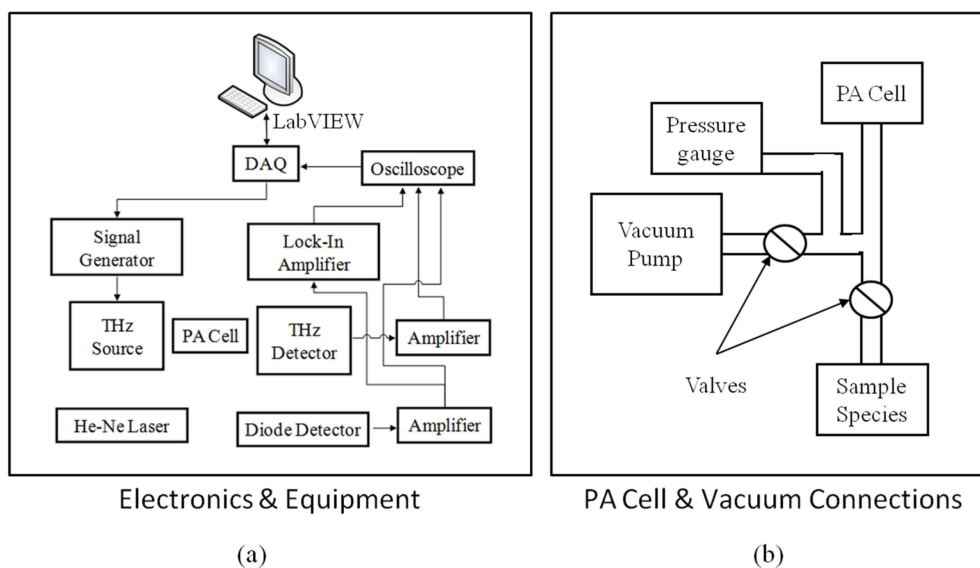 LabVIEW
DAQ
Oscilloscope
Signal
Generator
Lock-In
Amplifier
THz
Source
PA Cell
THz
Detector
Amplifier
He-Ne Laser
Diode Detector
Amplifier
Electronics & Equipment
(a)
PA Cell
Pressure
gauge
Vacuum
Pump
Valves
Sample
Species
PA Cell & Vacuum Connections
(b)